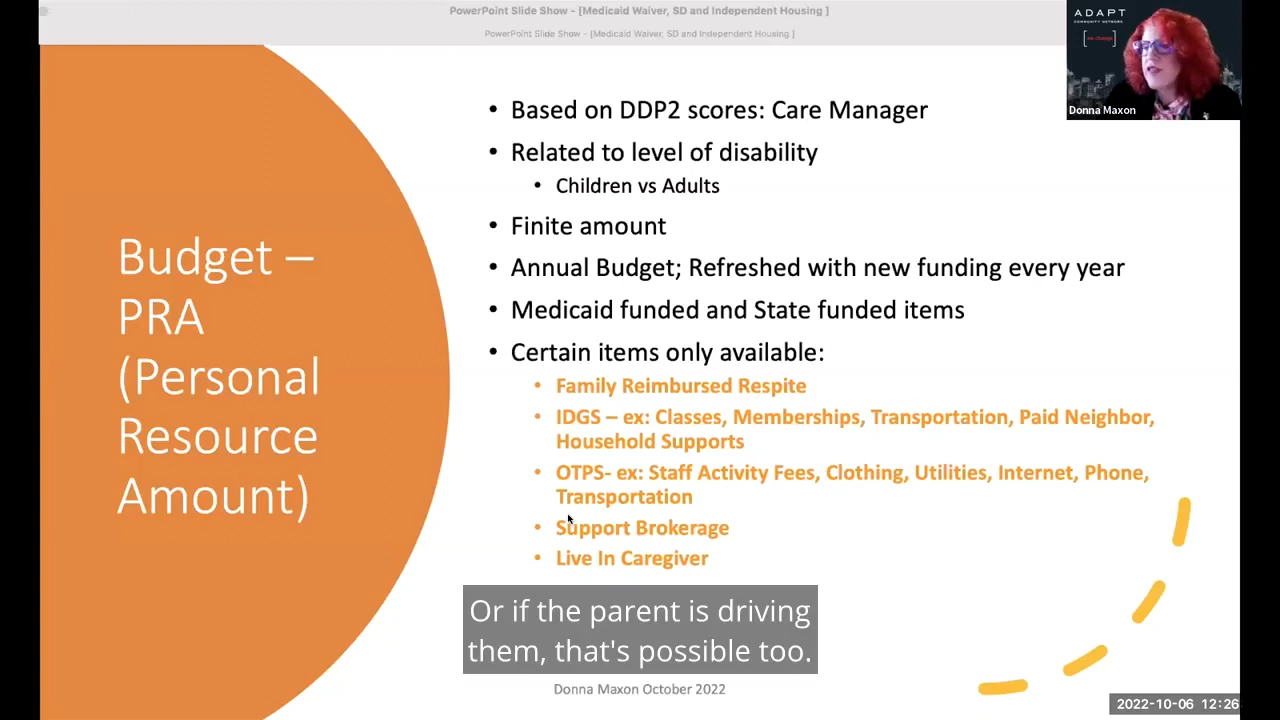 PowerPoint Slide Show - [Medicaid Waiver, SD and Independent Housing ]
PowerPoint Slide Show - [Medicaid Waiver, SD and Independent Housing ]
ADAPT
COMMUNITY NETWORK
Donna Maxon
Budget –
PRA
(Personal
Resource
Amount)
• Based on DDP2 scores: Care Manager
• Related to level of disability
• Children vs Adults
• Finite amount
• Annual Budget; Refreshed with new funding every year
• Medicaid funded and State funded items
• Certain items only available:
• Family Reimbursed Respite
• IDGS – ex: Classes, Memberships, Transportation, Paid Neighbor,
Household Supports
• OTPS- ex: Staff Activity Fees, Clothing, Utilities, Internet, Phone,
Transportation
• Support Brokerage
• Live In Caregiver
Or if the parent is driving
them, that's possible too.
Donna Maxon October 2022
2022-10-06 12:26